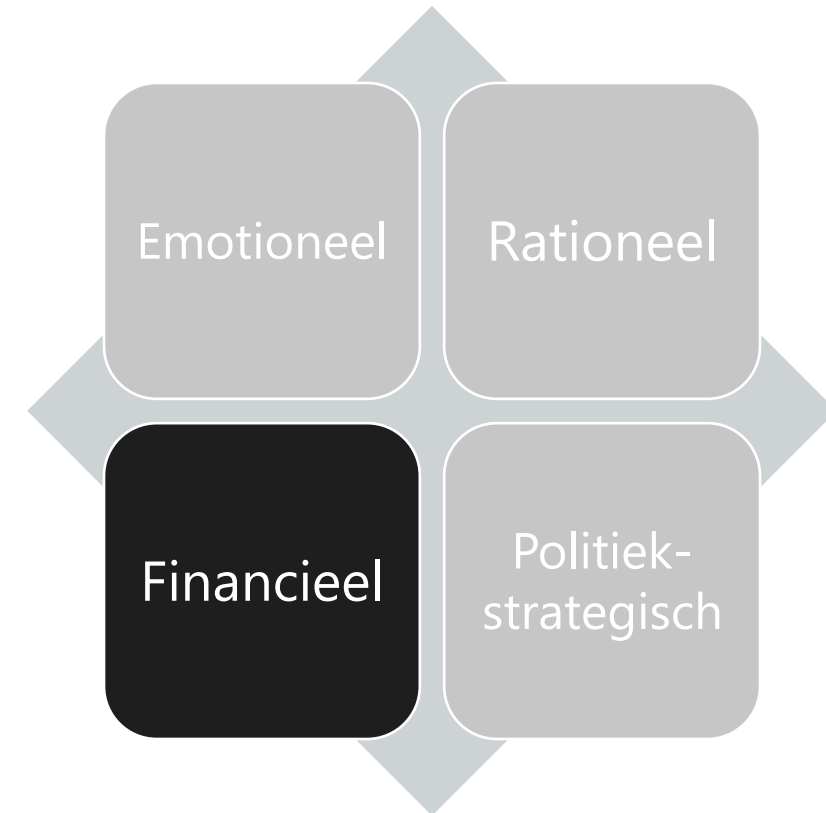 Emotioneel
Rationeel
Financieel
Politiek-
strategisch